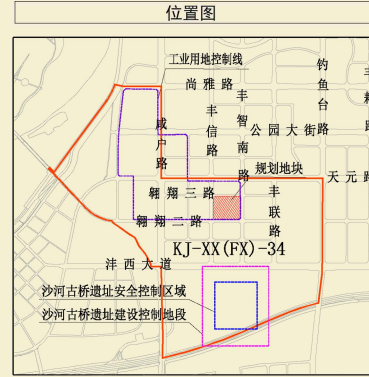 位置图
工业用地控制线
尚雅路
钓鱼台路
丰耕路
咸户路
丰信路
丰智南路
公园大街
规划地块
天元路
翱翔三路
丰联路
翱翔二路
KJ-XX(FX)-34
沣西大道
沙河古桥遗址安全控制区域
沙河古桥遗址建设控制地段